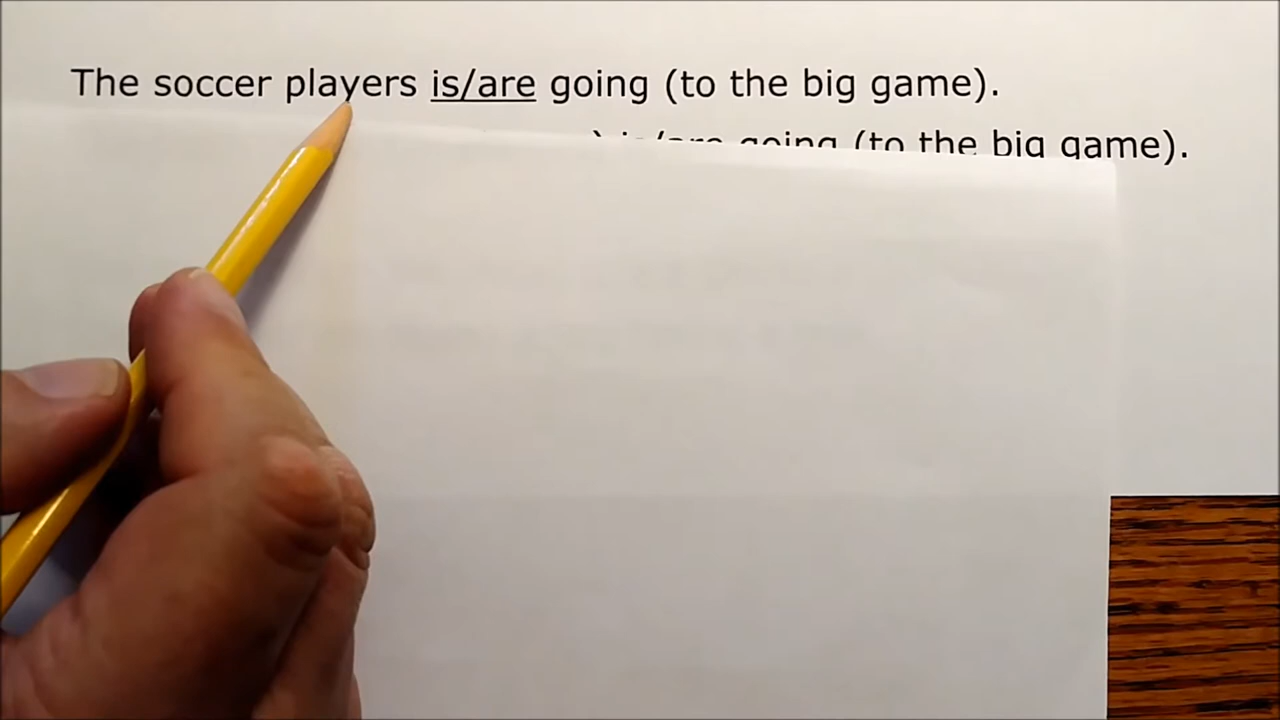 The soccer players is/are going (to the big game).
) is/are going (to the big game).